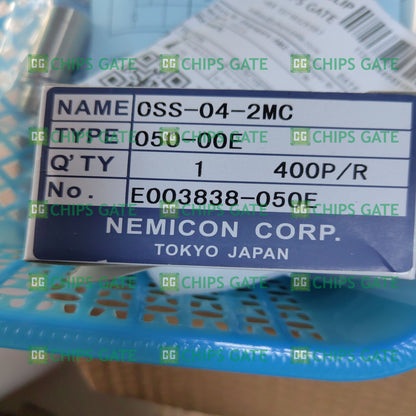 CHIPS GATE
NAME OSS-04-2MC
TYPE 050-00E
Q'TY 1 400P/R
No. E003838-050E
NEMICON CORP.
TOKYO JAPAN